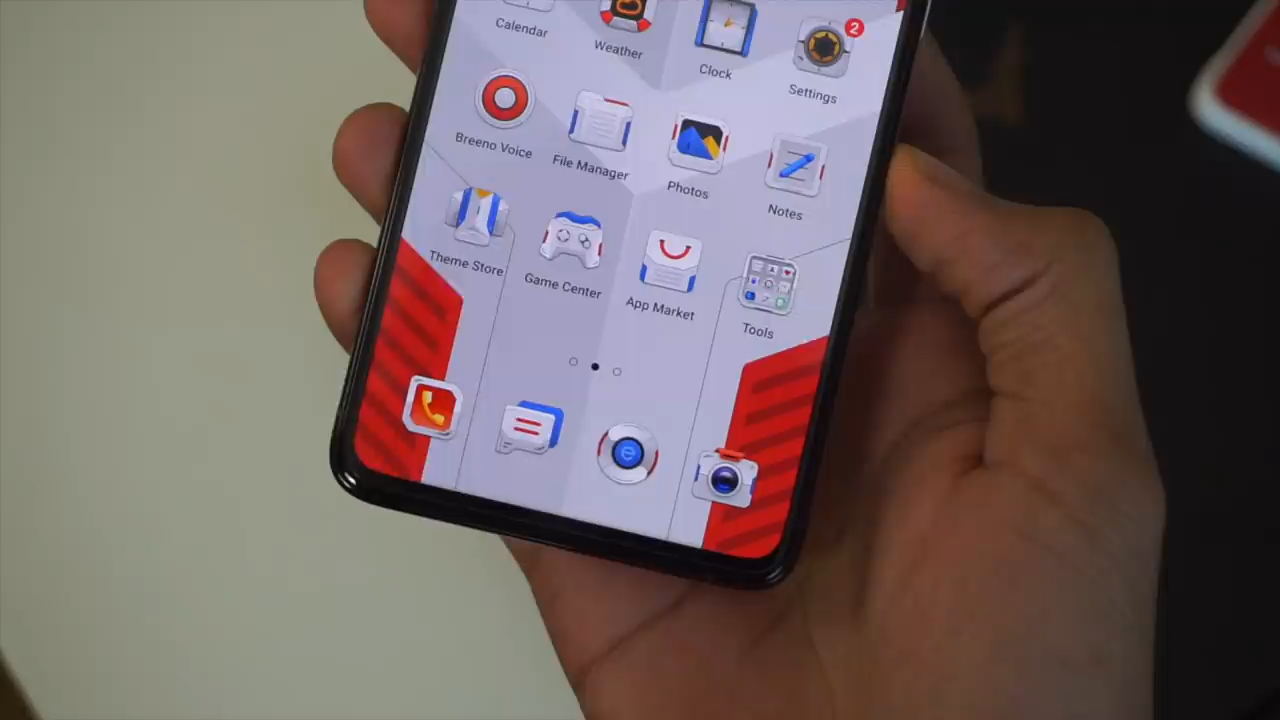 Calendar
Weather
Clock
2
Settings
Breeno Voice
File Manager
Photos
Notes
Theme Store
Game Center
App Market
Tools